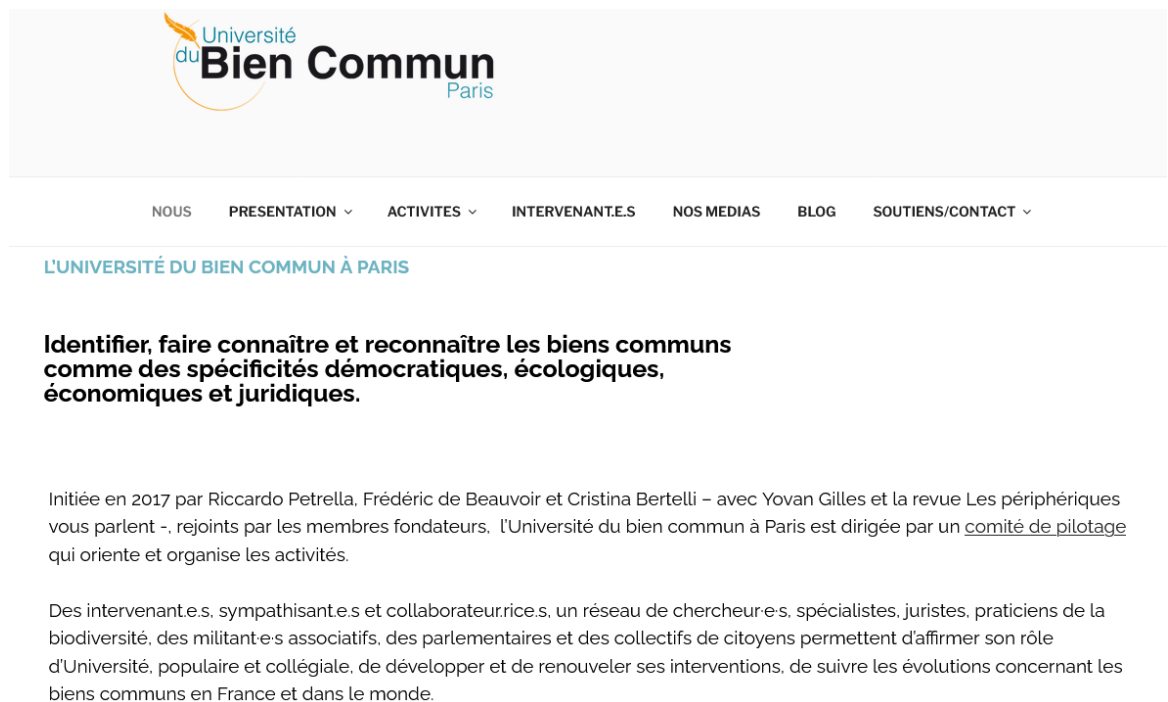 Université
du Bien Commun
Paris
NOUS PRESENTATION ACTIVITES INTERVENANT.E.S NOS MEDIAS BLOG SOUTIENS/CONTACT
L'UNIVERSITÉ DU BIEN COMMUN À PARIS
Identifier, faire connaître et reconnaître les biens communs
comme des spécificités démocratiques, écologiques,
économiques et juridiques.
Initiée en 2017 par Riccardo Petrella, Frédéric de Beauvoir et Cristina Bertelli – avec Yovan Gilles et la revue Les périphériques
vous parlent -, rejoints par les membres fondateurs, l'Université du bien commun à Paris est dirigée par un comité de pilotage
qui oriente et organise les activités.
Des intervenant.e.s, sympathisant.e.s et collaborateur.rice.s, un réseau de chercheur·e·s, spécialistes, juristes, praticiens de la
biodiversité, des militant·e·s associatifs, des parlementaires et des collectifs de citoyens permettent d'affirmer son rôle
d'Université, populaire et collégiale, de développer et de renouveler ses interventions, de suivre les évolutions concernant les
biens communs en France et dans le monde.